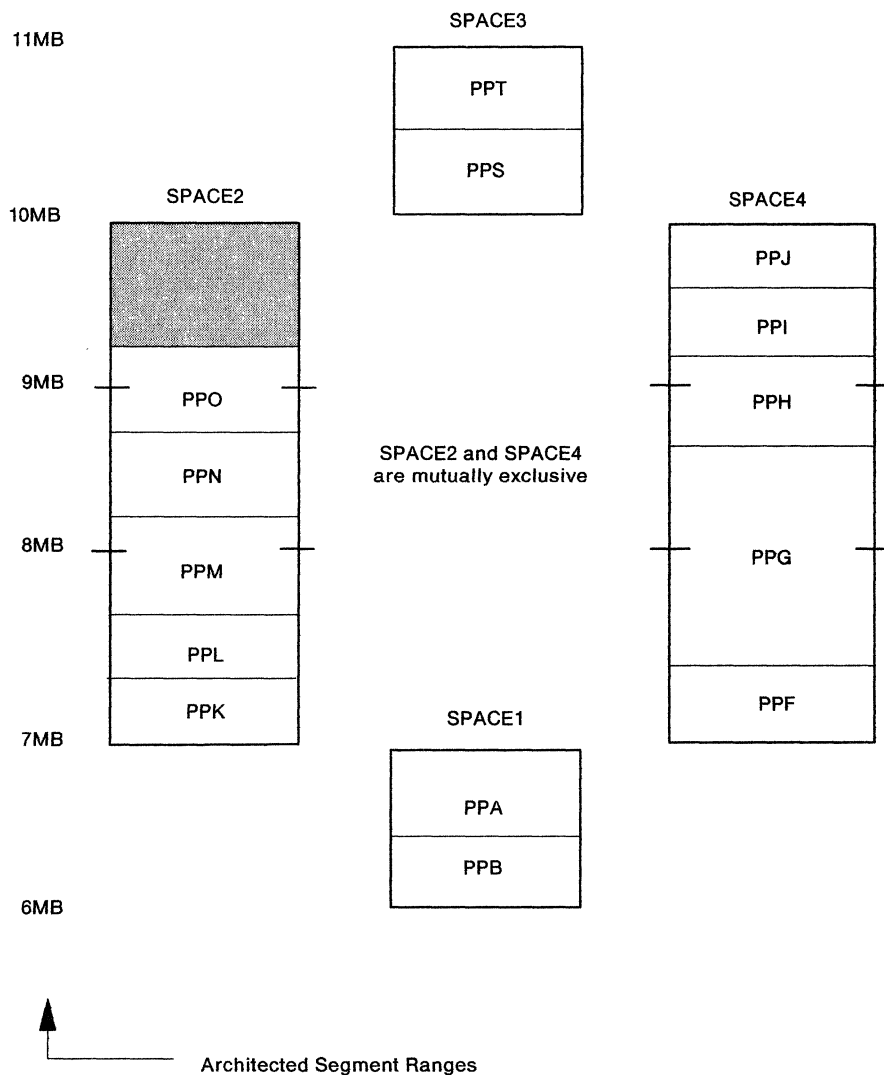 SPACE3
11MB
PPT
PPS
SPACE2
10MB
SPACE4
PPJ
PPI
9MB
PPO
PPH
SPACE2 and SPACE4
are mutually exclusive
PPN
8MB
PPM
PPG
PPL
PPK
PPF
SPACE1
7MB
PPA
PPB
6MB
Architected Segment Ranges